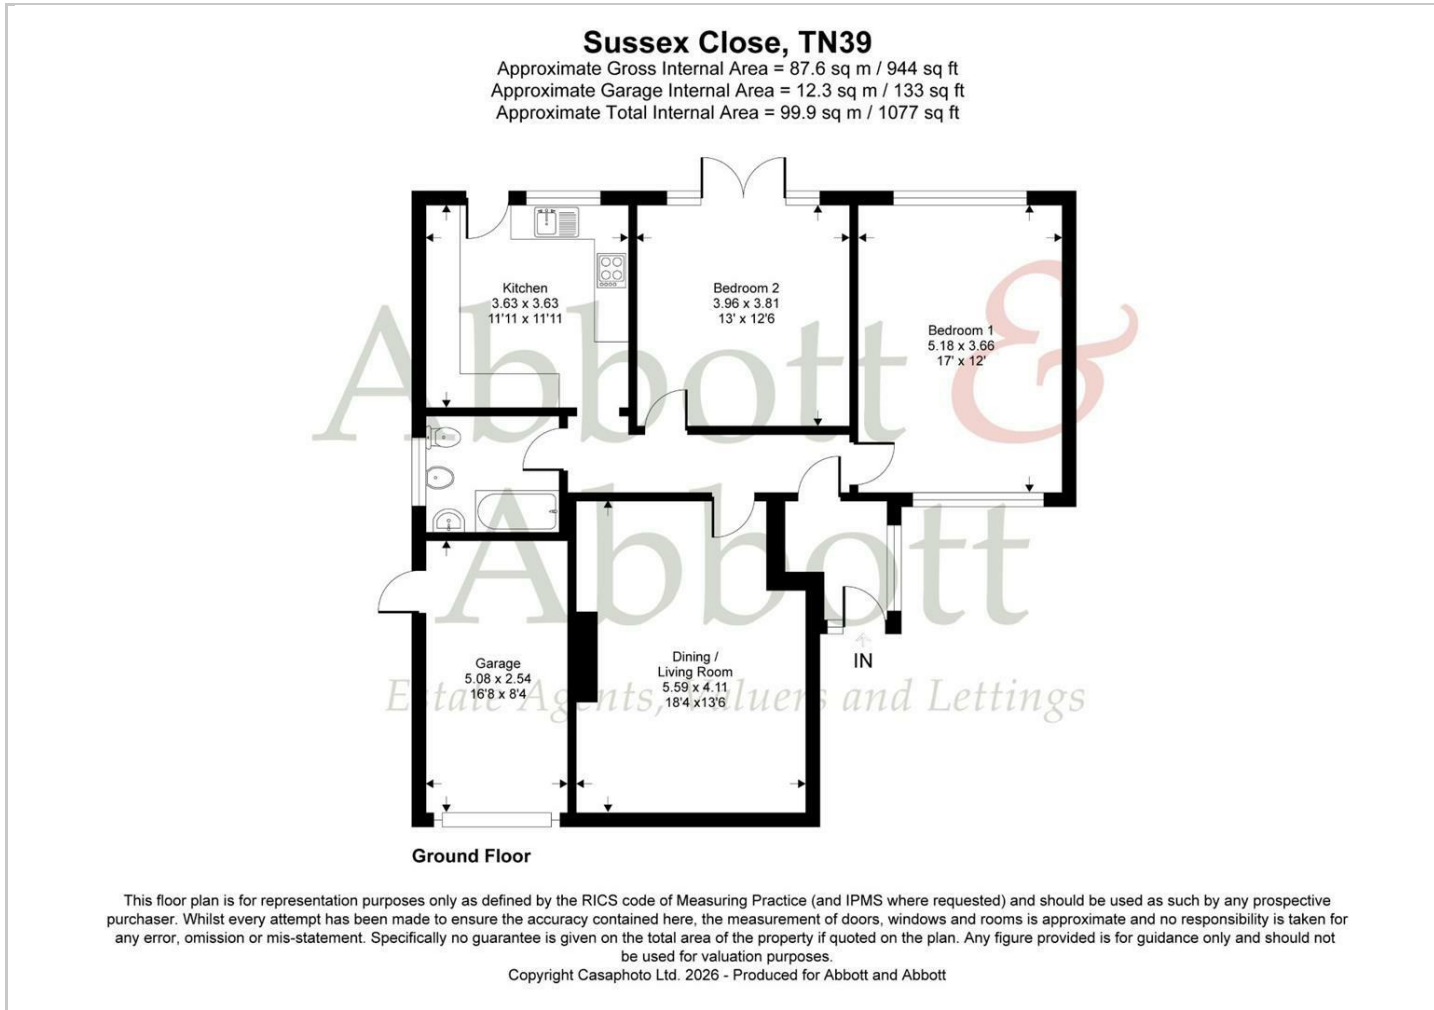 Sussex Close, TN39
Approximate Gross Internal Area = 87.6 sq m / 944 sq ft
Approximate Garage Internal Area = 12.3 sq m / 133 sq ft
Approximate Total Internal Area = 99.9 sq m / 1077 sq ft
Kitchen
3.63 x 3.63
11'11 x 11'11
Bedroom 2
3.96 x 3.81
13' x 12'6
Bedroom 1
5.18 x 3.66
17' x 12'
Abbott &
Abbott
Estate Agents, Valuers and Lettings
Garage
5.08 x 2.54
16'8 x 8'4
Dining /
Living Room
5.59 x 4.11
18'4 x13'6
IN
Ground Floor
This floor plan is for representation purposes only as defined by the RICS code of Measuring Practice (and IPMS where requested) and should be used as such by any prospective
purchaser. Whilst every attempt has been made to ensure the accuracy contained here, the measurement of doors, windows and rooms is approximate and no responsibility is taken for
any error, omission or mis-statement. Specifically no guarantee is given on the total area of the property if quoted on the plan. Any figure provided is for guidance only and should not
be used for valuation purposes.
Copyright Casaphoto Ltd. 2026 - Produced for Abbott and Abbott